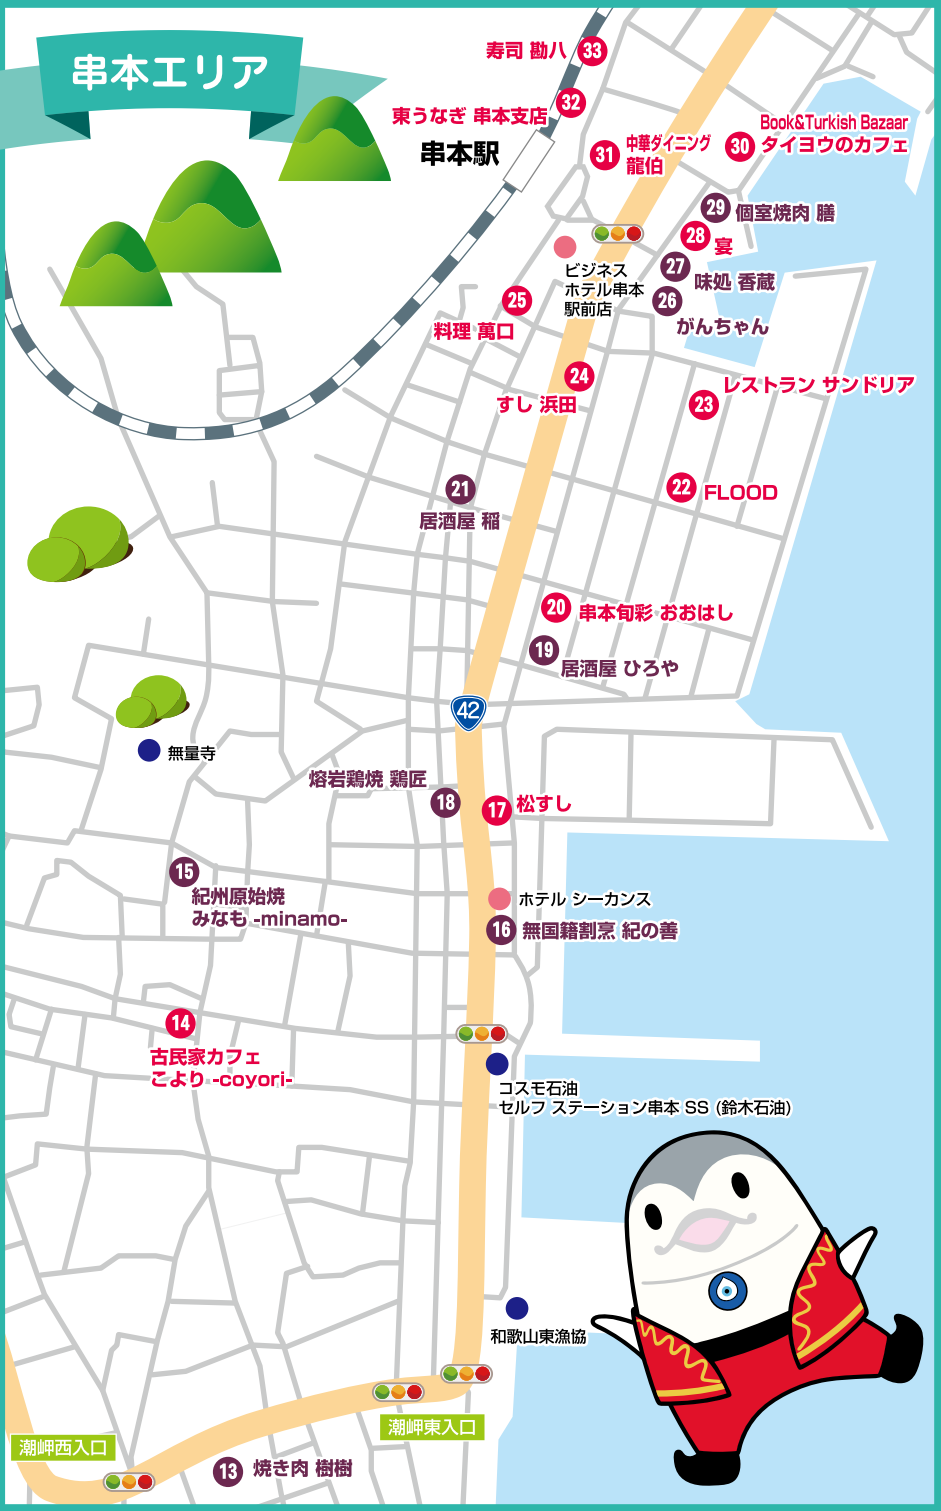 串本エリア
寿司 勘八
33
東うなぎ 串本支店
32
串本駅
31
中華ダイニング
龍伯
30
Book&Turkish Bazaar
タイヨウのカフェ
29
個室焼肉 膳
28
宴
27
味処 香蔵
26
がんちゃん
ビジネス
ホテル串本
駅前店
25
料理 萬口
24
すし 浜田
23
レストラン サンドリア
22
FLOOD
21
居酒屋 稲
20
串本旬彩 おおはし
19
居酒屋 ひろや
42
無量寺
熔岩鶏焼 鶏匠
18
17
松すし
15
紀州原始焼
みなも -minamo-
ホテル シーカンス
16
無国籍割烹 紀の善
14
古民家カフェ
こより -coyori-
コスモ石油
セルフ ステーション串本 SS (鈴木石油)
和歌山東漁協
潮岬東入口
潮岬西入口
13
焼き肉 樹樹